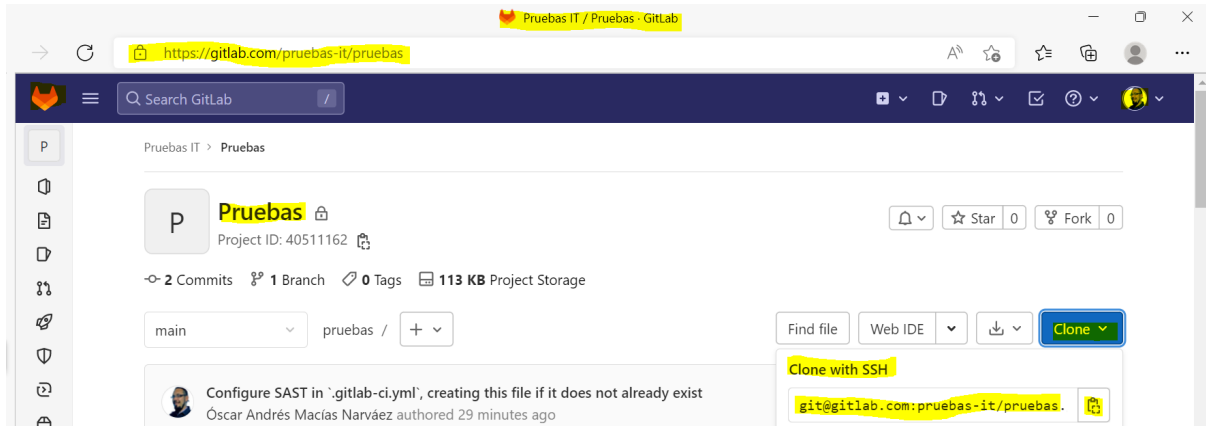 Pruebas IT / Pruebas · GitLab
https://gitlab.com/pruebas-it/pruebas
Search GitLab /
P
Pruebas IT > Pruebas
P
Pruebas
Project ID: 40511162
Star 0
Fork 0
2 Commits 1 Branch 0 Tags 113 KB Project Storage
main
pruebas / +
Find file
Web IDE
Clone
Clone with SSH
Configure SAST in `.gitlab-ci.yml`, creating this file if it does not already exist
Óscar Andrés Macías Narváez authored 29 minutes ago
git@gitlab.com:pruebas-it/pruebas.